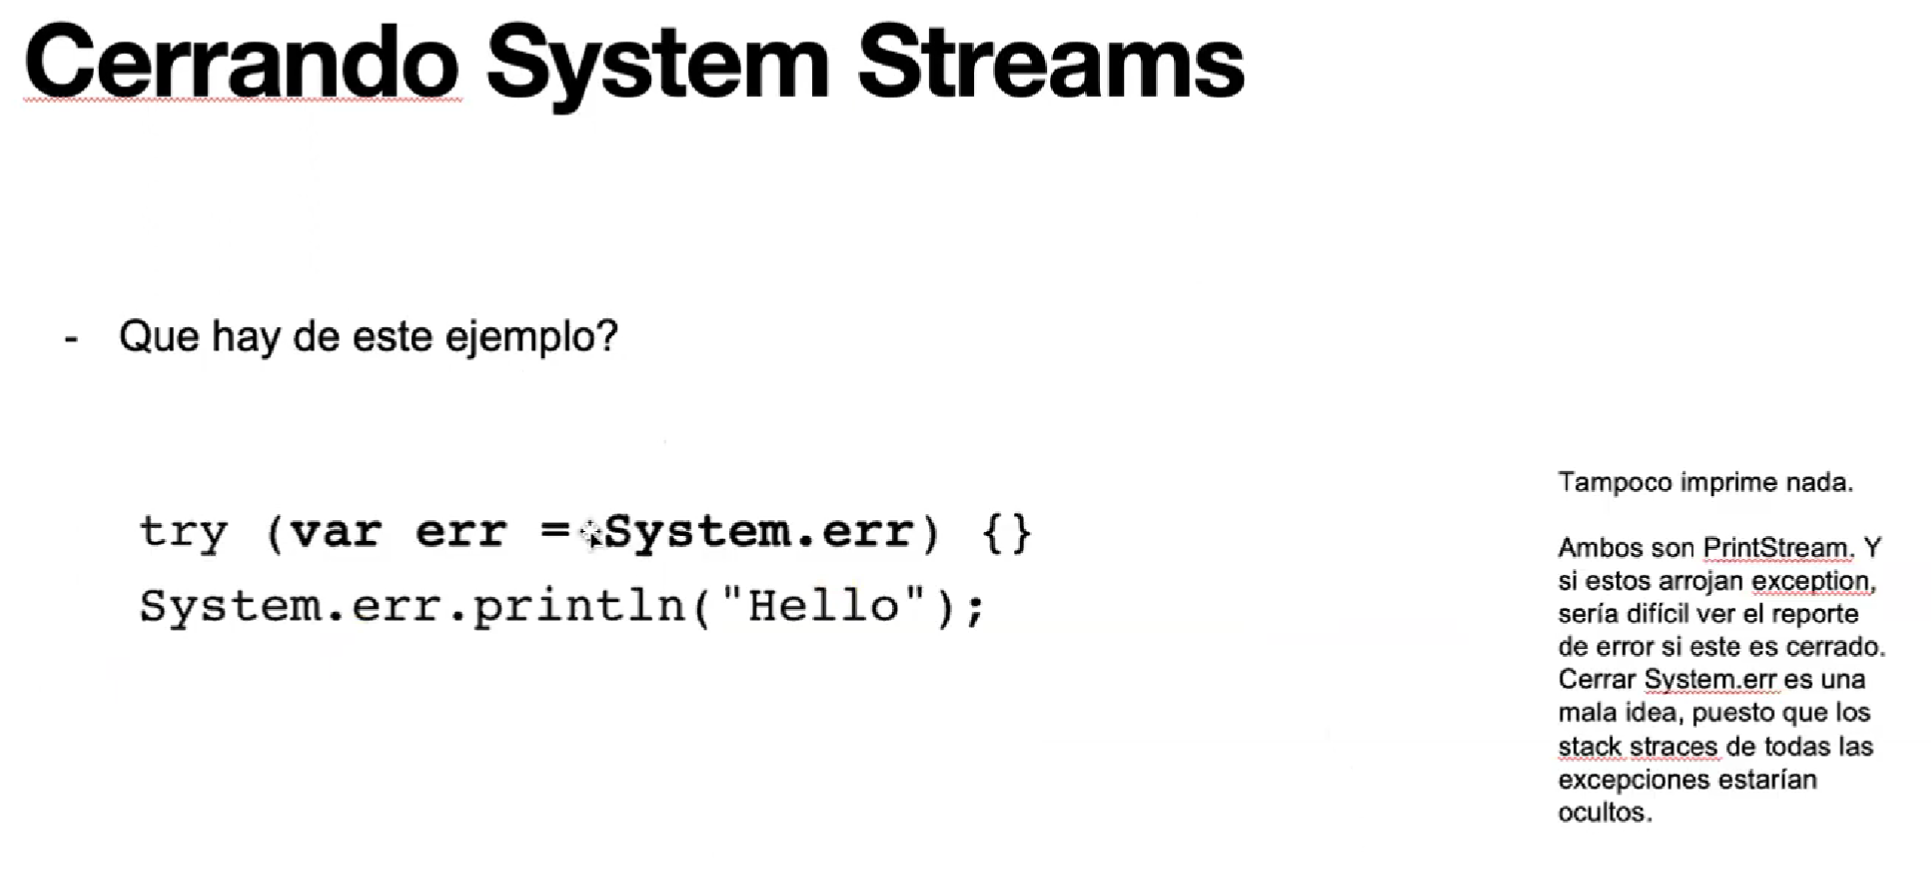 Cerrando System Streams
- Que hay de este ejemplo?
try (var err = System.err) {}
System.err.println("Hello");
Tampoco imprime nada.
Ambos son PrintStream. Y
si estos arrojan exception,
sería difícil ver el reporte
de error si este es cerrado.
Cerrar System.err es una
mala idea, puesto que los
stack straces de todas las
excepciones estarían
ocultos.